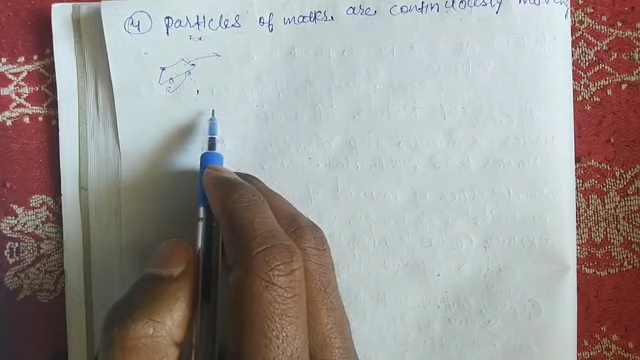 (4) particles of matter are continuously moving